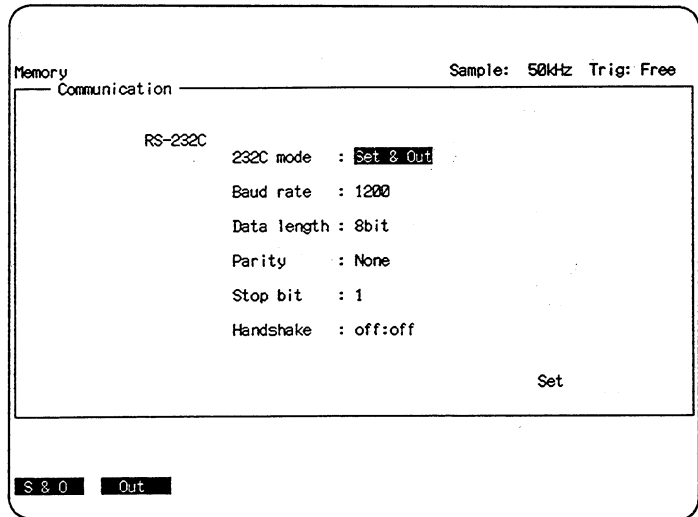 Memory Sample: 50kHz Trig: Free
Communication
RS-232C
232C mode : Set & Out
Baud rate : 1200
Data length : 8bit
Parity : None
Stop bit : 1
Handshake : off:off
Set
S & O Out